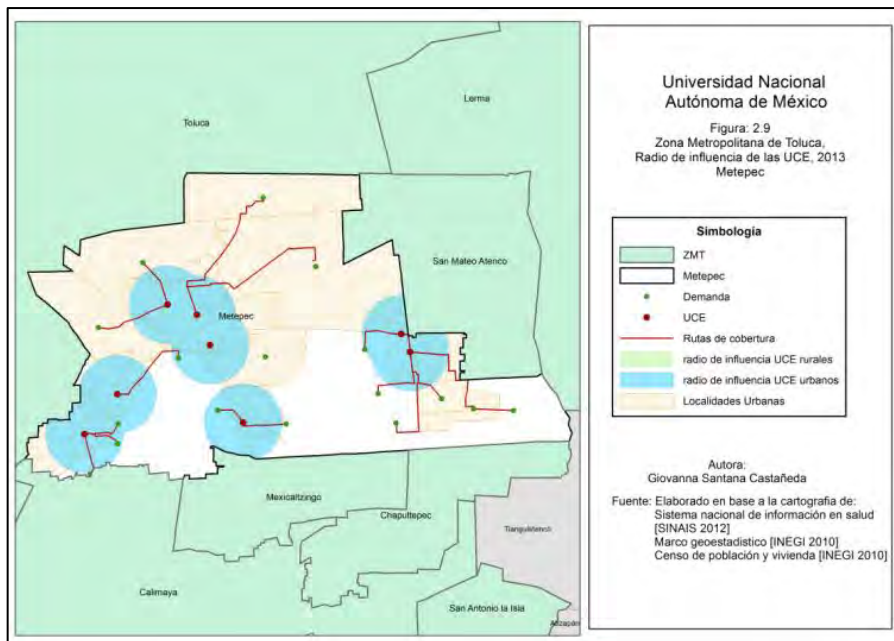 Toluca
Lerma
San Mateo Atenco
Metepec
Mexicaltzingo
Chapultepec
Tianguistenco
Calimaya
San Antonio la Isla
Atizapán
Universidad Nacional
Autónoma de México
Figura: 2.9
Zona Metropolitana de Toluca,
Radio de influencia de las UCE, 2013
Metepec
Simbología
ZMT
Metepec
Demanda
UCE
Rutas de cobertura
radio de influencia UCE rurales
radio de influencia UCE urbanos
Localidades Urbanas
Autora:
Giovanna Santana Castañeda
Fuente: Elaborado en base a la cartografia de:
Sistema nacional de información en salud
[SINAIS 2012]
Marco geoestadistico [INEGI 2010]
Censo de población y vivienda [INEGI 2010]